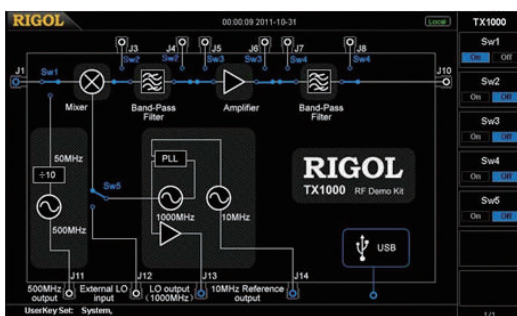 RIGOL
00:00:09 2011-10-31
Local
TX1000
J1
Sw1
J3
Sw2
J4
Sw2
J5
Sw3
J6
Sw3
J7
Sw4
J8
Sw4
J10
Mixer
Band-Pass
Filter
Amplifier
Band-Pass
Filter
50MHz
÷10
500MHz
Sw5
PLL
1000MHz
10MHz
RIGOL
TX1000 RF Demo Kit
USB
J11
J12
J13
J14
500MHz
output
External LO
input
LO output
(1000MHz)
10MHz Reference
output
Sw1
On Off
Sw2
On Off
Sw3
On Off
Sw4
On Off
Sw5
On Off
UserKey Set: System,
1/1